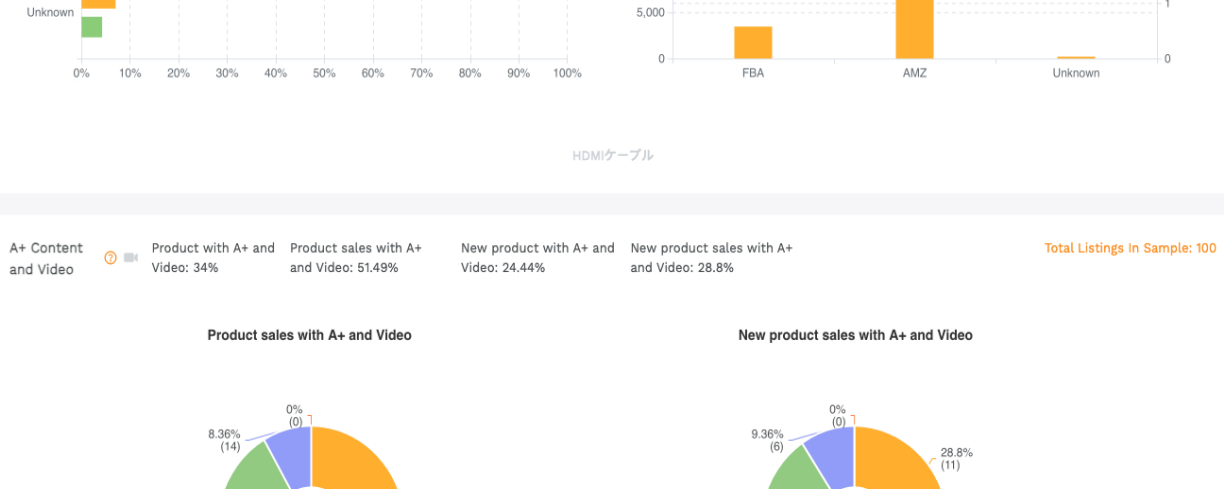 Unknown
0%
10%
20%
30%
40%
50%
60%
70%
80%
90%
100%
5,000
1
0
0
FBA
AMZ
Unknown
HDMIケーブル
A+ Content
and Video
?
Product with A+ and
Video: 34%
Product sales with A+
and Video: 51.49%
New product with A+ and
Video: 24.44%
New product sales with A+
and Video: 28.8%
Total Listings In Sample: 100
Product sales with A+ and Video
0%
(0)
8.36%
(14)
New product sales with A+ and Video
0%
(0)
9.36%
(6)
28.8%
(11)